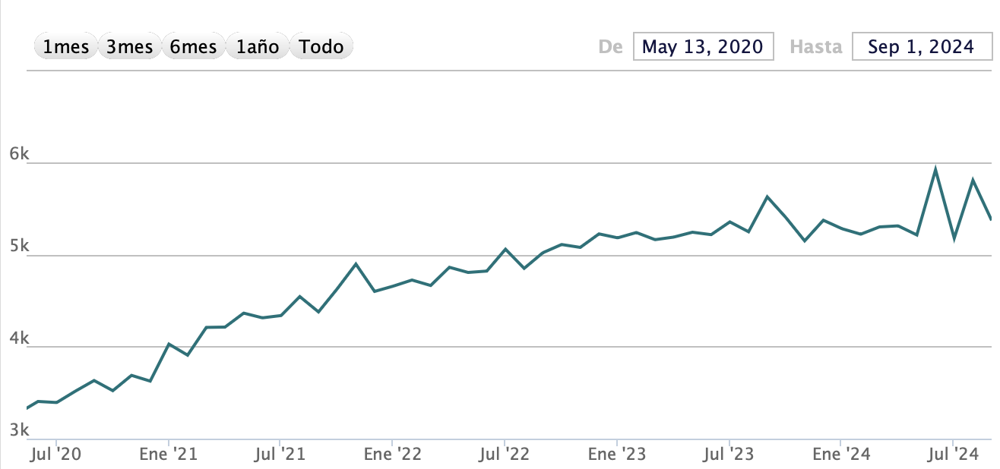 1mes 3mes 6mes 1año Todo De May 13, 2020 Hasta Sep 1, 2024
6k
5k
4k
3k
Jul '20 Ene '21 Jul '21 Ene '22 Jul '22 Ene '23 Jul '23 Ene '24 Jul '24